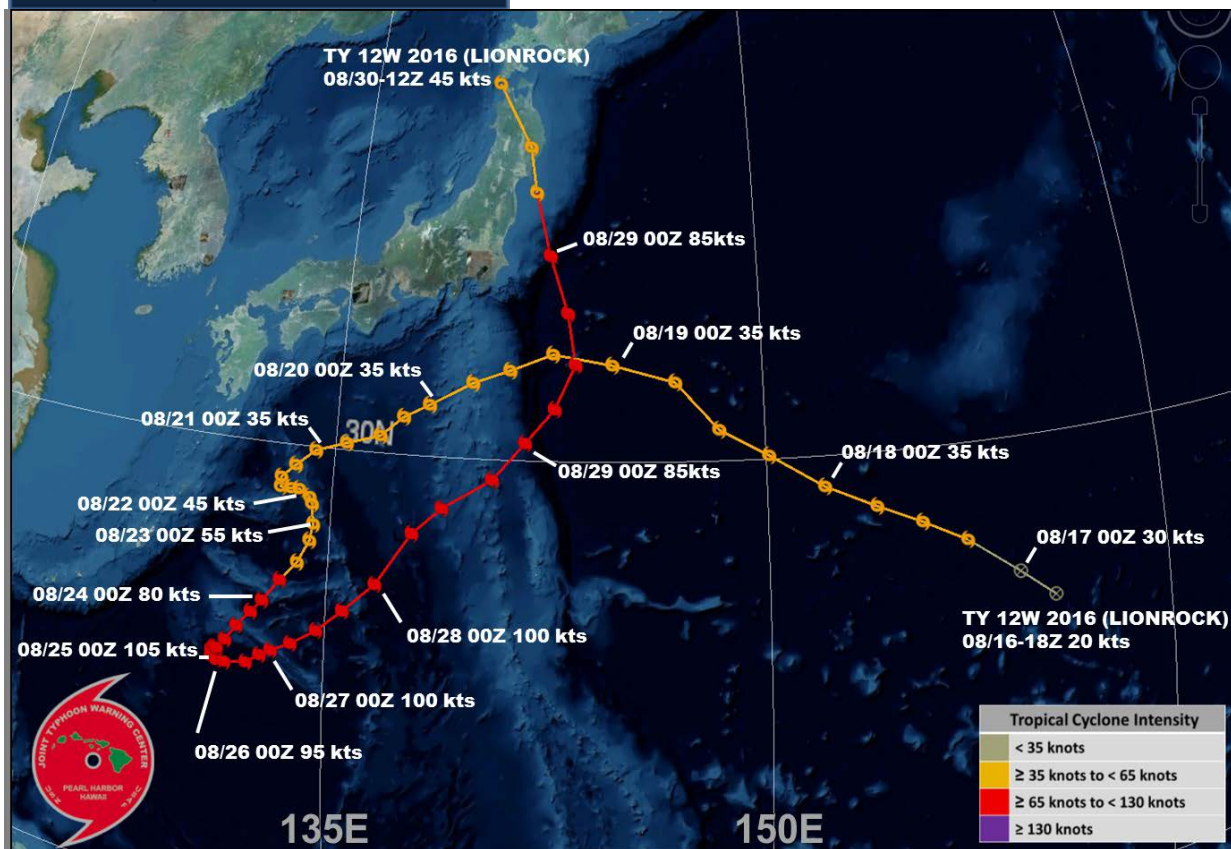 TY 12W 2016 (LIONROCK)
08/30-12Z 45 kts
08/29 00Z 85kts
08/19 00Z 35 kts
08/20 00Z 35 kts
08/21 00Z 35 kts
30N
08/29 00Z 85kts
08/18 00Z 35 kts
08/22 00Z 45 kts
08/23 00Z 55 kts
08/17 00Z 30 kts
08/24 00Z 80 kts
TY 12W 2016 (LIONROCK)
08/16-18Z 20 kts
08/28 00Z 100 kts
08/25 00Z 105 kts
08/27 00Z 100 kts
08/26 00Z 95 kts
JOINT TYPHOON WARNING CENTER
PEARL HARBOR
HAWAII
135E
150E
Tropical Cyclone Intensity
< 35 knots
≥ 35 knots to < 65 knots
≥ 65 knots to < 130 knots
≥ 130 knots